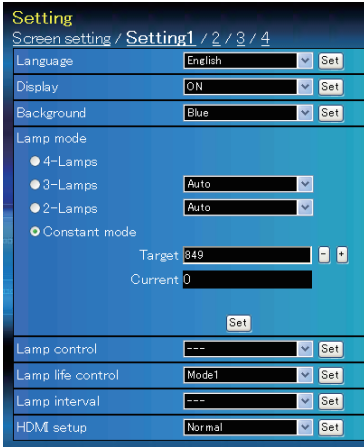 Setting
Screen setting / Setting1 / 2 / 3 / 4
Language English Set
Display ON Set
Background Blue Set
Lamp mode
4-Lamps
3-Lamps Auto
2-Lamps Auto
Constant mode
Target 849 - +
Current 0
Set
Lamp control --- Set
Lamp life control Mode1 Set
Lamp interval --- Set
HDMI setup Normal Set